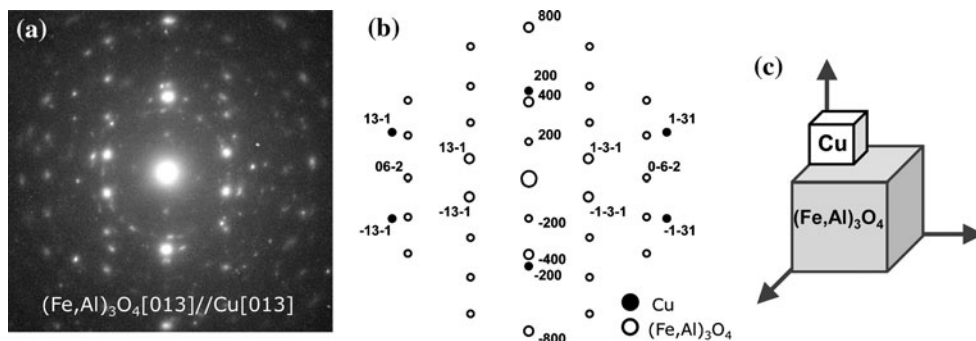 (a)
(Fe,Al)3O4[013]//Cu[013]
(b)
800
200
400
200
13-1
1-31
13-1
1-3-1
06-2
0-6-2
-13-1
-1-3-1
-200
-13-1
-1-31
-400
-200
-800
Cu
(Fe,Al)3O4
(c)
Cu
(Fe,Al)3O4